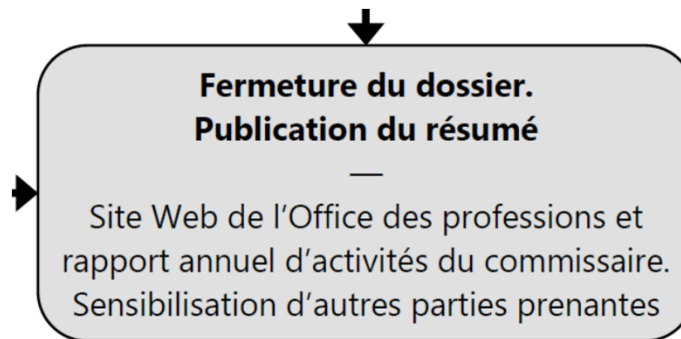 Fermeture du dossier.
Publication du résumé
—
Site Web de l’Office des professions et
rapport annuel d’activités du commissaire.
Sensibilisation d’autres parties prenantes